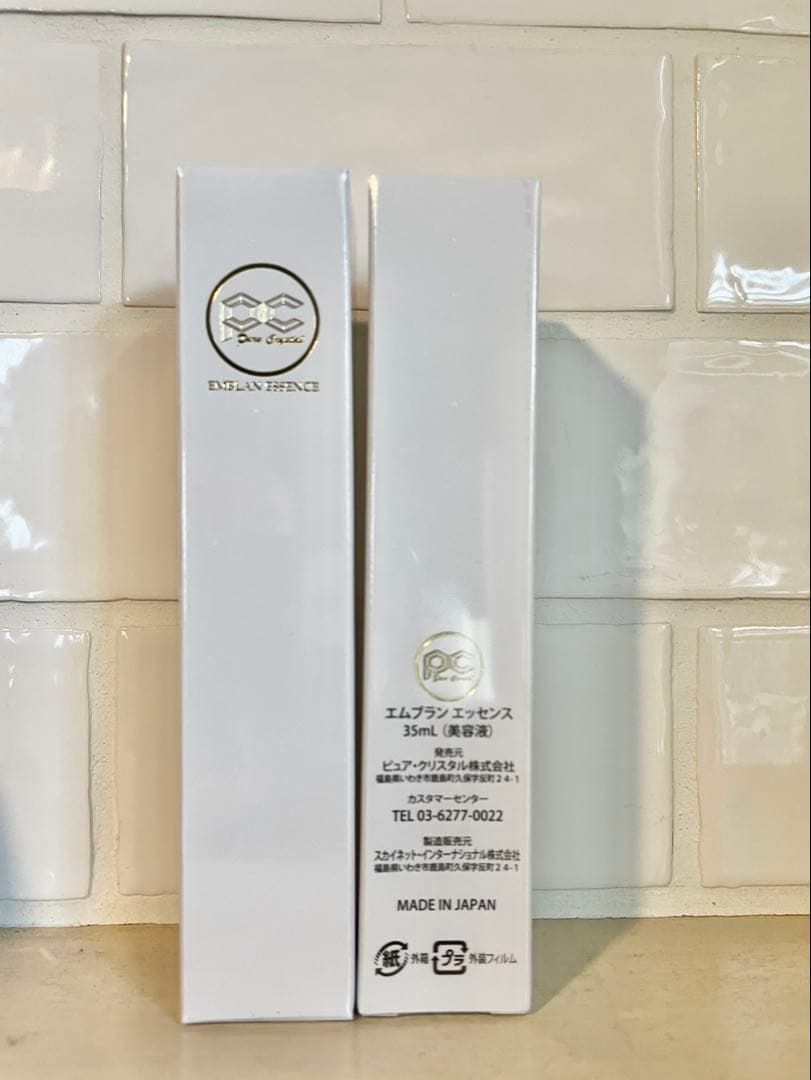 PC
Pure Crystal
EMBLAN ESSENCE
PC
Pure Crystal
エムブラン エッセンス
35mL（美容液）
発売元
ピュア・クリスタル株式会社
福島県いわき市鹿島町久保字反町２４-１
カスタマーセンター
TEL 03-6277-0022
製造販売元
スカイネット・インターナショナル株式会社
福島県いわき市鹿島町久保字反町２４-１
MADE IN JAPAN
紙 外箱 プラ 外装フィルム